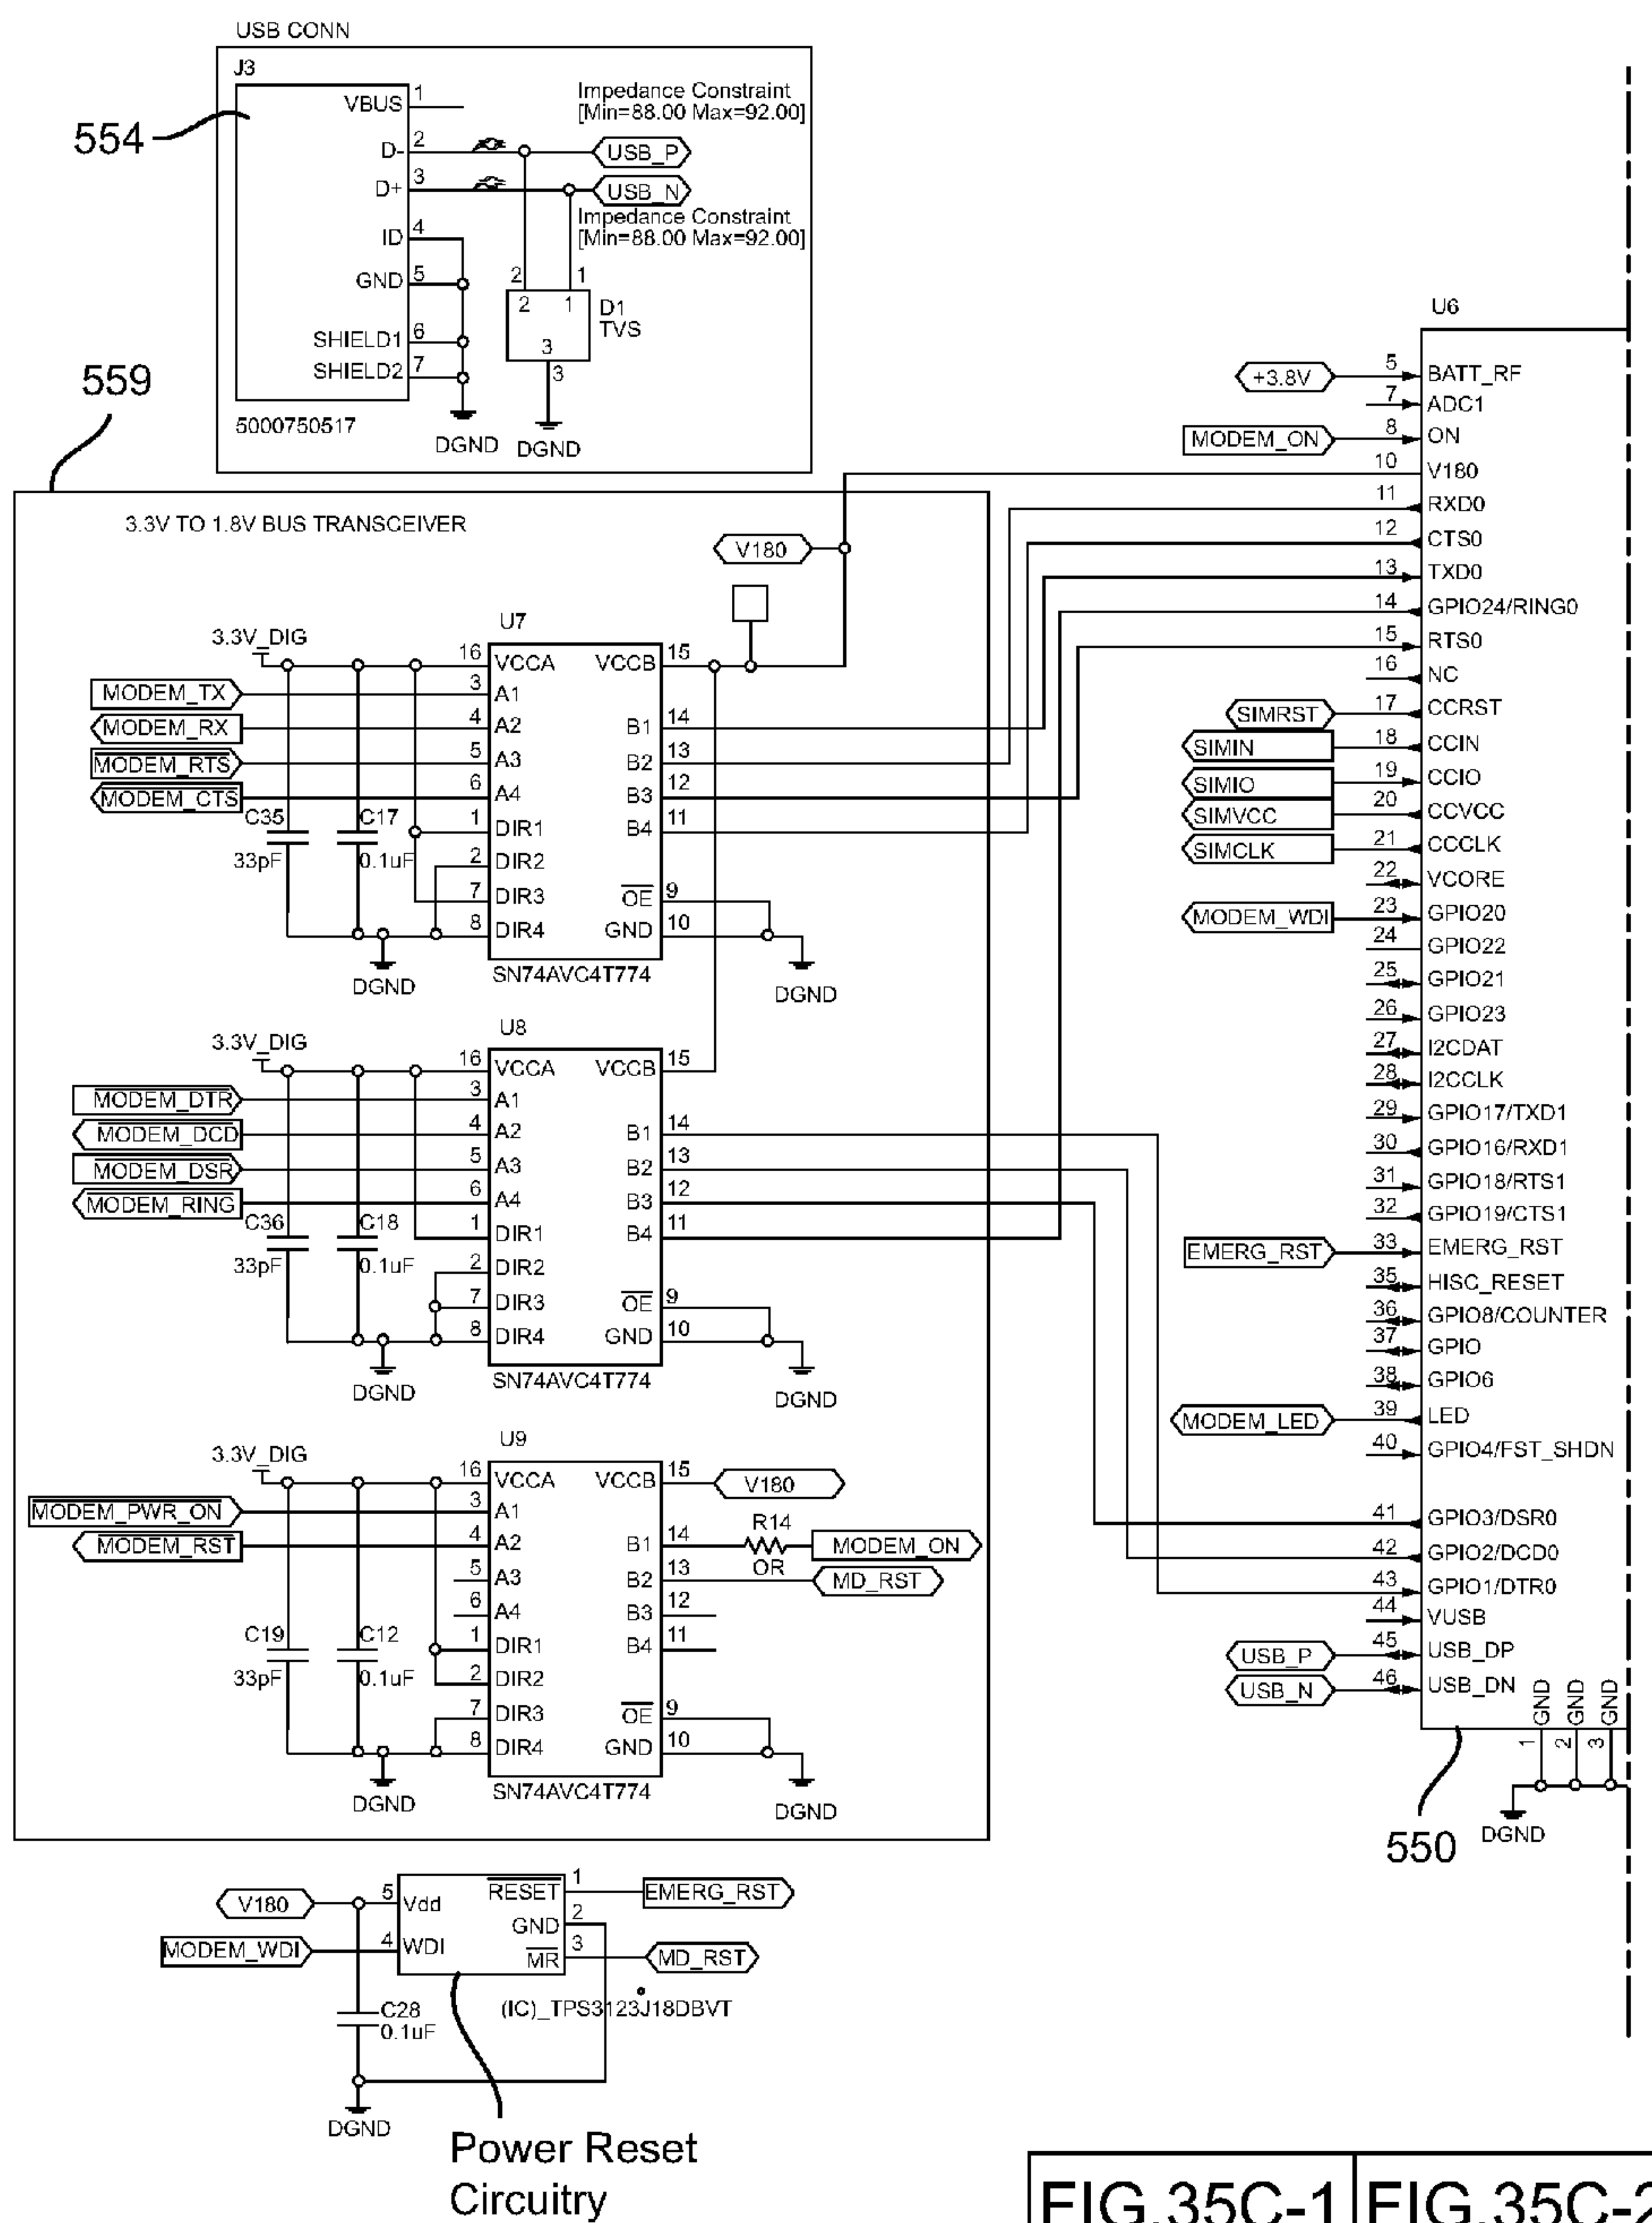 USB CONN
J3
554
VBUS 1
D- 2
D+ 3
ID 4
GND 5
SHIELD1 6
SHIELD2 7
5000750517
Impedance Constraint
[Min=88.00 Max=92.00]
USB_P
USB_N
Impedance Constraint
[Min=88.00 Max=92.00]
2 1
2 1
D1
TVS
3
3
DGND
DGND
559
3.3V TO 1.8V BUS TRANSCEIVER
V180
U7
3.3V_DIG
16 VCCA VCCB 15
MODEM_TX 3 A1
MODEM_RX 4 A2 B1 14
MODEM_RTS 5 A3 B2 13
MODEM_CTS 6 A4 B3 12
C35 C17 1 DIR1 B4 11
33pF 0.1uF 2 DIR2
7 DIR3 OE 9
8 DIR4 GND 10
DGND
SN74AVC4T774
DGND
U8
3.3V_DIG
16 VCCA VCCB 15
MODEM_DTR 3 A1
MODEM_DCD 4 A2 B1 14
MODEM_DSR 5 A3 B2 13
MODEM_RING 6 A4 B3 12
C36 C18 1 DIR1 B4 11
33pF 0.1uF 2 DIR2
7 DIR3 OE 9
8 DIR4 GND 10
DGND
SN74AVC4T774
DGND
U9
3.3V_DIG
16 VCCA VCCB 15 V180
MODEM_PWR_ON 3 A1
R14
MODEM_RST 4 A2 B1 14 MODEM_ON
OR
5 A3 B2 13 MD_RST
6 A4 B3 12
C19 C12 1 DIR1 B4 11
33pF 0.1uF 2 DIR2
7 DIR3 OE 9
8 DIR4 GND 10
DGND
SN74AVC4T774
DGND
V180 5 Vdd RESET 1 EMERG_RST
GND 2
MODEM_WDI 4 WDI MR 3 MD_RST
C28
0.1uF
(IC)_TPS3123J18DBVT
DGND
Power Reset
Circuitry
U6
+3.8V 5 BATT_RF
7 ADC1
MODEM_ON 8 ON
10 V180
11 RXD0
12 CTS0
13 TXD0
14 GPIO24/RING0
15 RTS0
16 NC
SIMRST 17 CCRST
SIMIN 18 CCIN
SIMIO 19 CCIO
SIMVCC 20 CCVCC
SIMCLK 21 CCCLK
22 VCORE
MODEM_WDI 23 GPIO20
24 GPIO22
25 GPIO21
26 GPIO23
27 I2CDAT
28 I2CCLK
29 GPIO17/TXD1
30 GPIO16/RXD1
31 GPIO18/RTS1
32 GPIO19/CTS1
EMERG_RST 33 EMERG_RST
35 HISC_RESET
36 GPIO8/COUNTER
37 GPIO
38 GPIO6
MODEM_LED 39 LED
40 GPIO4/FST_SHDN
41 GPIO3/DSR0
42 GPIO2/DCD0
43 GPIO1/DTR0
44 VUSB
USB_P 45 USB_DP
USB_N 46 USB_DN
GND GND GND
1 2 3
550
DGND
FIG.35C-1 FIG.35C-2